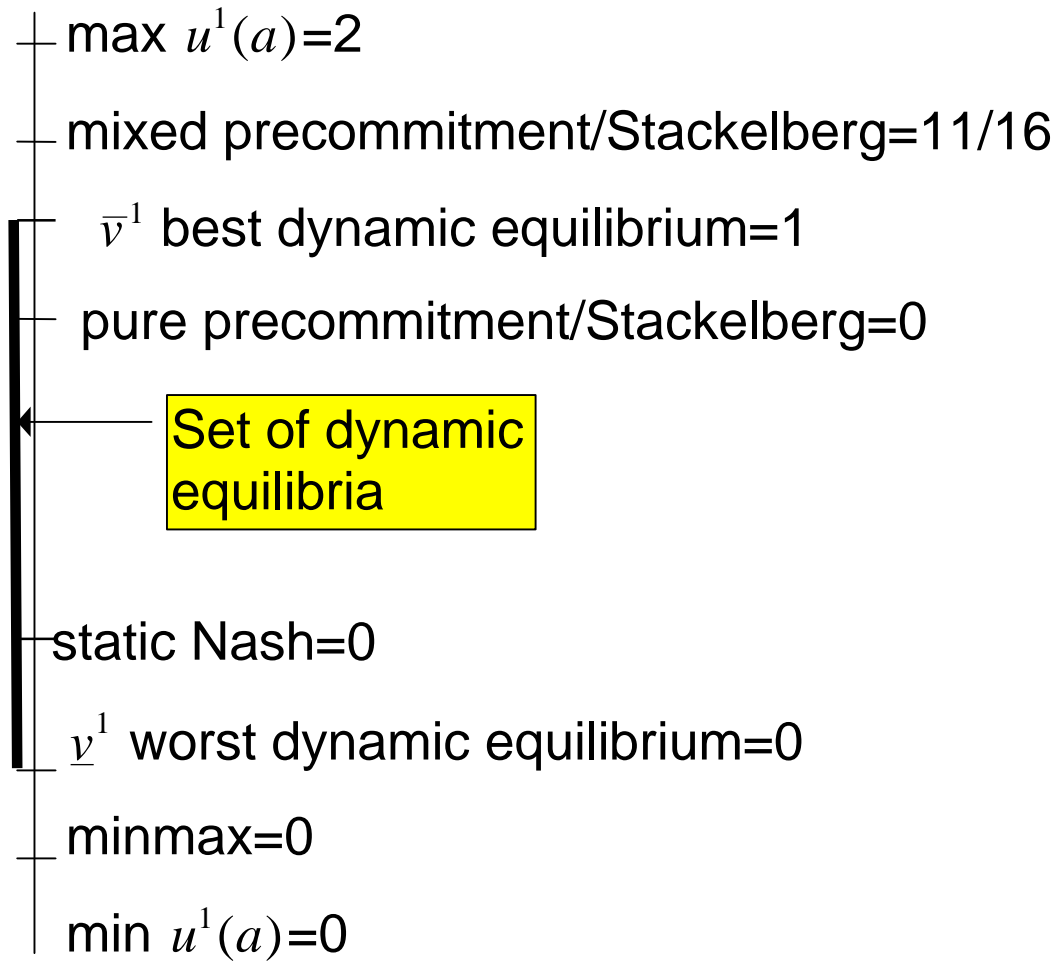 max u¹(a)=2
mixed precommitment/Stackelberg=11/16
v̅¹ best dynamic equilibrium=1
pure precommitment/Stackelberg=0
Set of dynamic
equilibria
static Nash=0
v̲¹ worst dynamic equilibrium=0
minmax=0
min u¹(a)=0